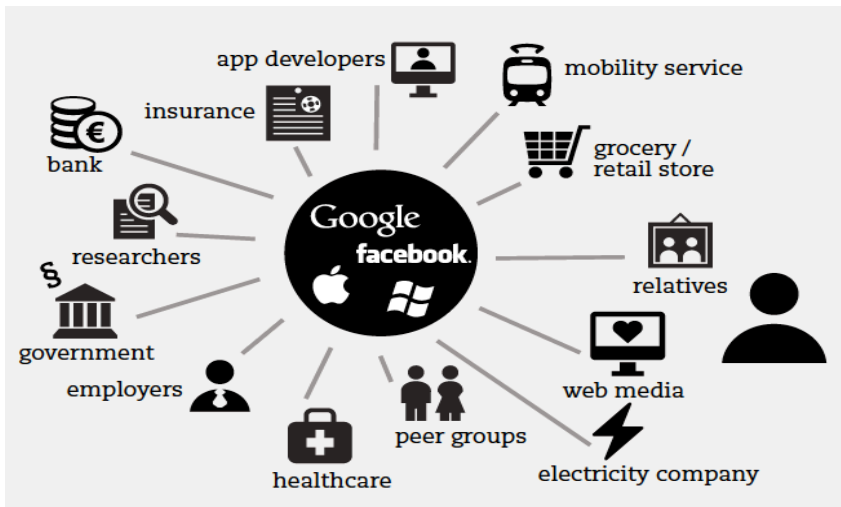 app developers
mobility service
insurance
grocery /
retail store
€
bank
Google
facebook.
researchers
§
relatives
government
employers
web media
peer groups
healthcare
electricity company